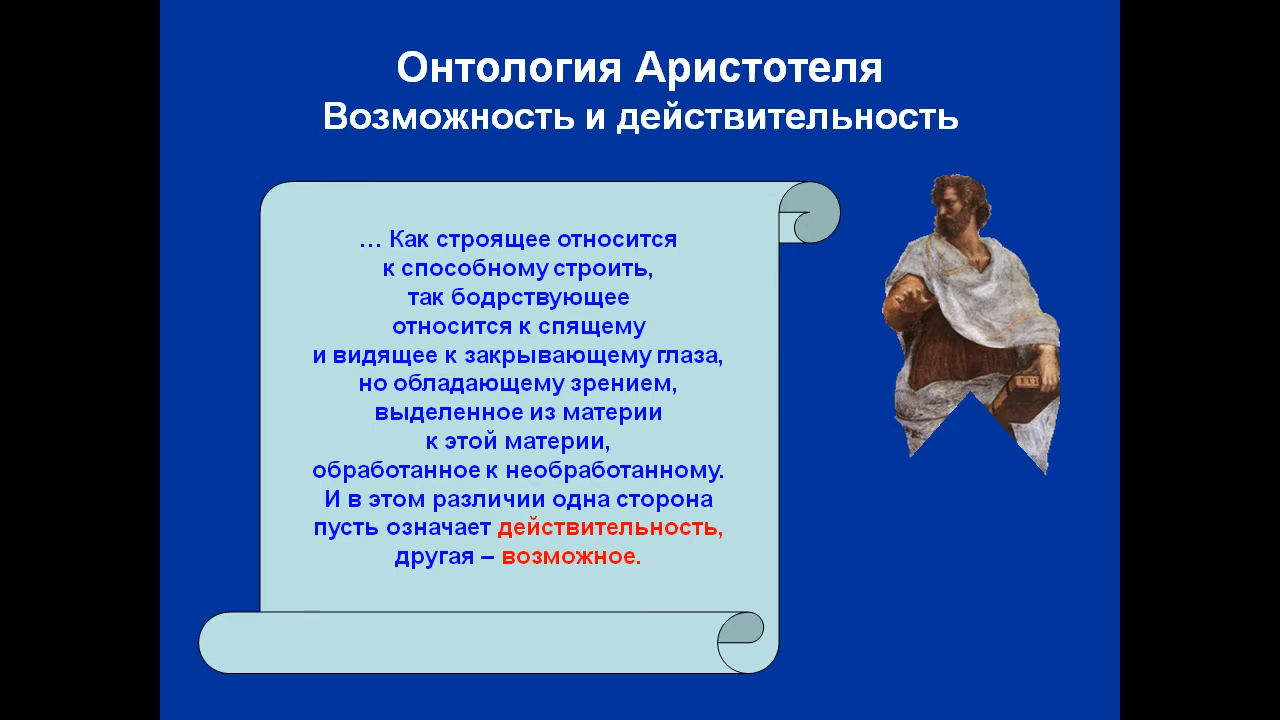 Онтология Аристотеля
Возможность и действительность
… Как строящее относится
к способному строить,
так бодрствующее
относится к спящему
и видящее к закрывающему глаза,
но обладающему зрением,
выделенное из материи
к этой материи,
обработанное к необработанному.
И в этом различии одна сторона
пусть означает действительность,
другая – возможное.